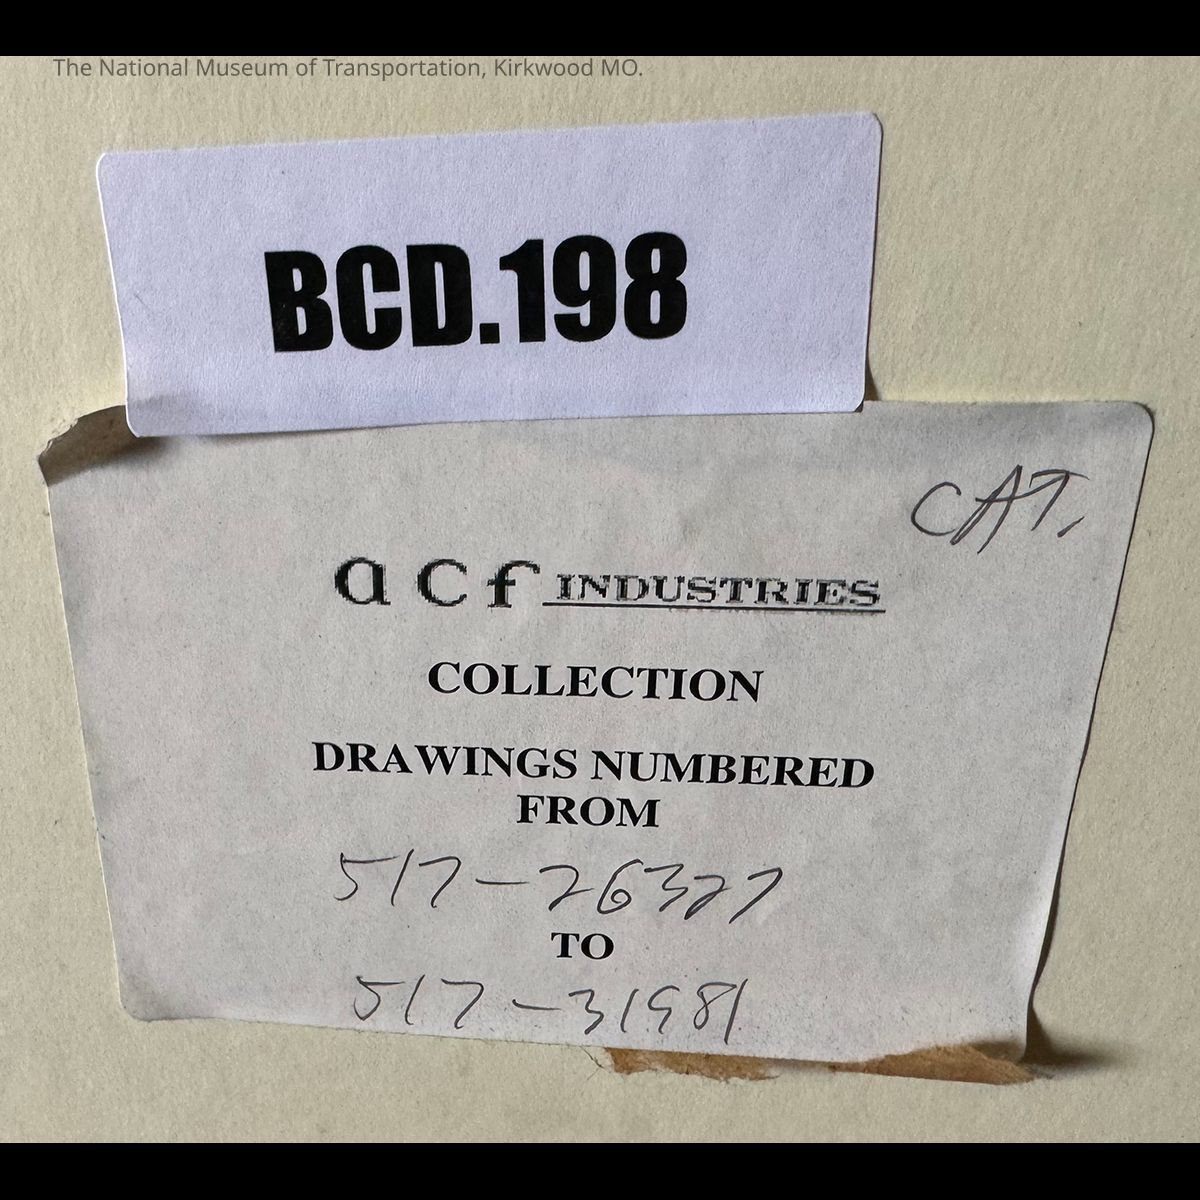 The National Museum of Transportation, Kirkwood MO.
BCD.198
CAT.
acf INDUSTRIES
COLLECTION
DRAWINGS NUMBERED
FROM
517-26327
TO
517-31981